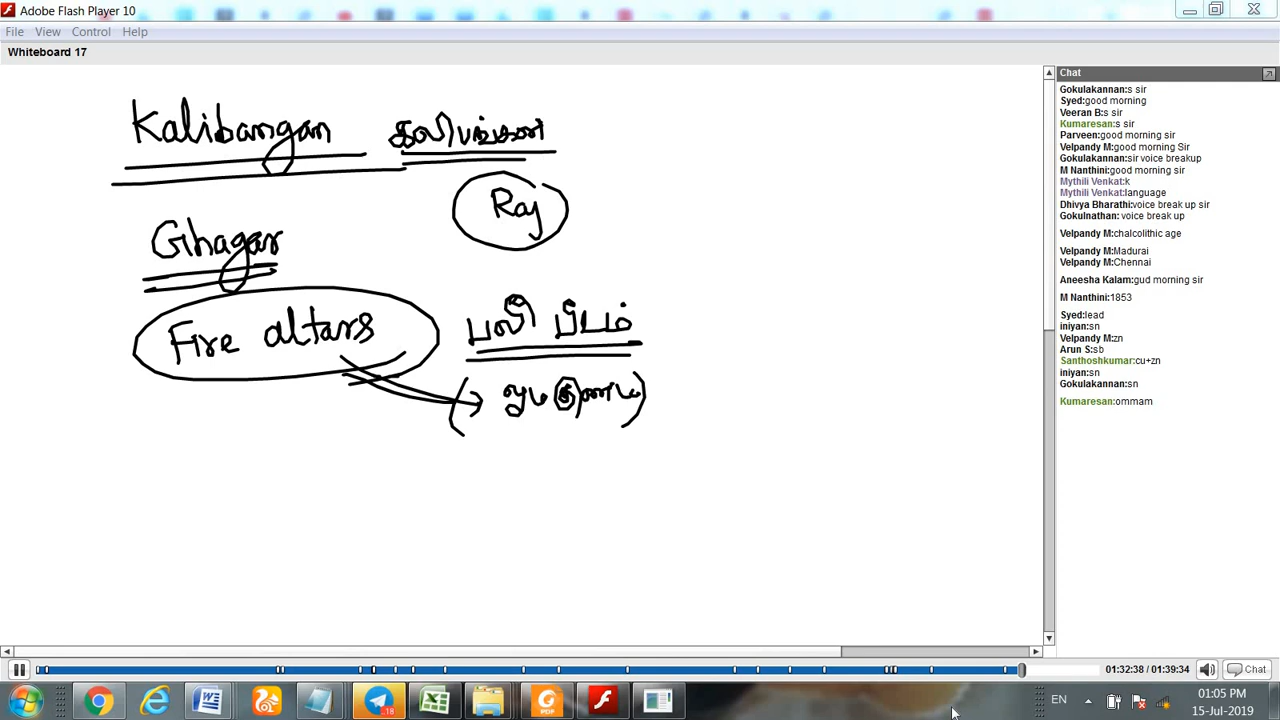 Adobe Flash Player 10
File View Control Help
Whiteboard 17
Kalibangan
Raj
Ghagar
Fire altars
பலி பீடம்
Chat
Gokulakannan:s sir
Syed:good morning
Veeran B:s sir
Kumaresan:s sir
Parveen:good morning sir
Velpandy M:good morning Sir
Gokulakannan:sir voice breakup
M Nanthini:good morning sir
Mythili Venkat:k
Mythili Venkat:language
Dhivya Bharathi:voice break up sir
Gokulnathan: voice break up
Velpandy M:chalcolithic age
Velpandy M:Madurai
Velpandy M:Chennai
Aneesha Kalam:gud morning sir
M Nanthini:1853
Syed:lead
iniyan:sn
Velpandy M:zn
Arun S:sb
Santhoshkumar:cu+zn
iniyan:sn
Gokulakannan:sn
Kumaresan:ommam
01:32:38 / 01:39:34 Chat
18 PDF EN 01:05 PM
15-Jul-2019